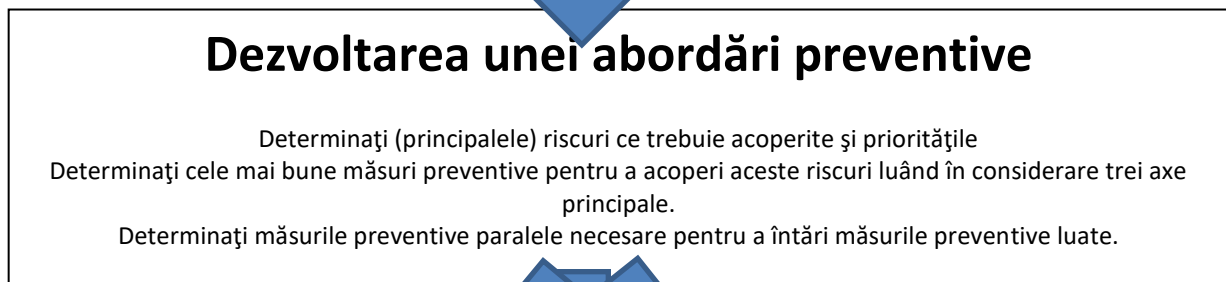 Dezvoltarea unei abordări preventive
Determinaţi (principalele) riscuri ce trebuie acoperite şi priorităţile
Determinaţi cele mai bune măsuri preventive pentru a acoperi aceste riscuri luând în considerare trei axe
principale.
Determinaţi măsurile preventive paralele necesare pentru a întări măsurile preventive luate.